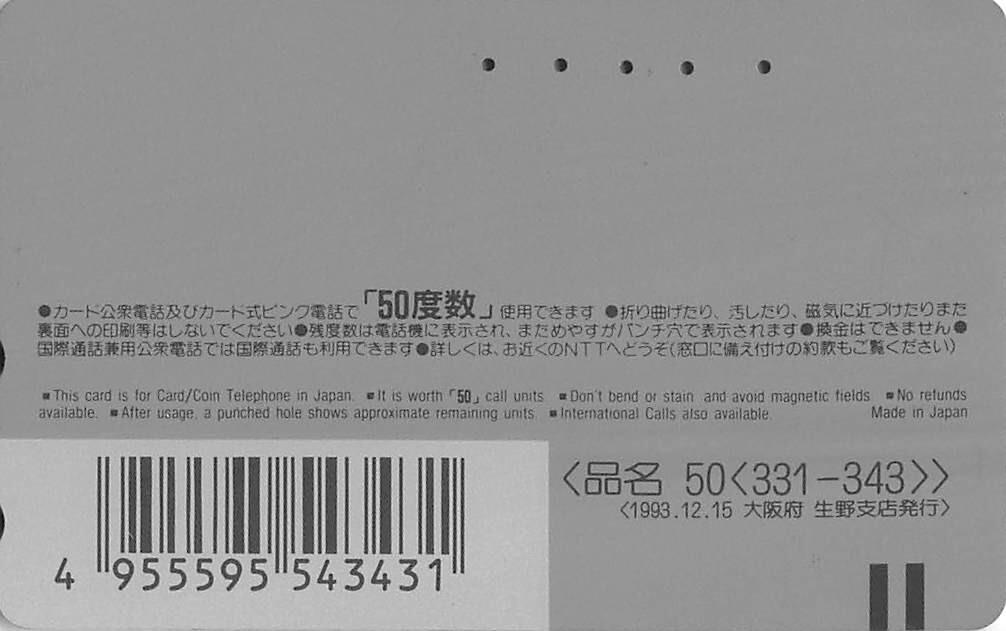 ●カード公衆電話及びカード式ピンク電話で「50度数」使用できます ●折り曲げたり、汚したり、磁気に近づけたりまた
裏面への印刷等はしないでください●残度数は電話機に表示され、まためやすがパンチ穴で表示されます●換金はできません●
国際通話兼用公衆電話では国際通話も利用できます●詳しくは、お近くのNTTへどうぞ(窓口に備え付けの約款もご覧ください)
■This card is for Card/Coin Telephone in Japan. ■It is worth「50」call units ■Don't bend or stain and avoid magnetic fields ■No refunds
available. ■After usage, a punched hole shows approximate remaining units. ■International Calls also available. Made in Japan
〈品名 50〈331-343〉〉
〈1993.12.15 大阪府 生野支店発行〉
4 955595 543431